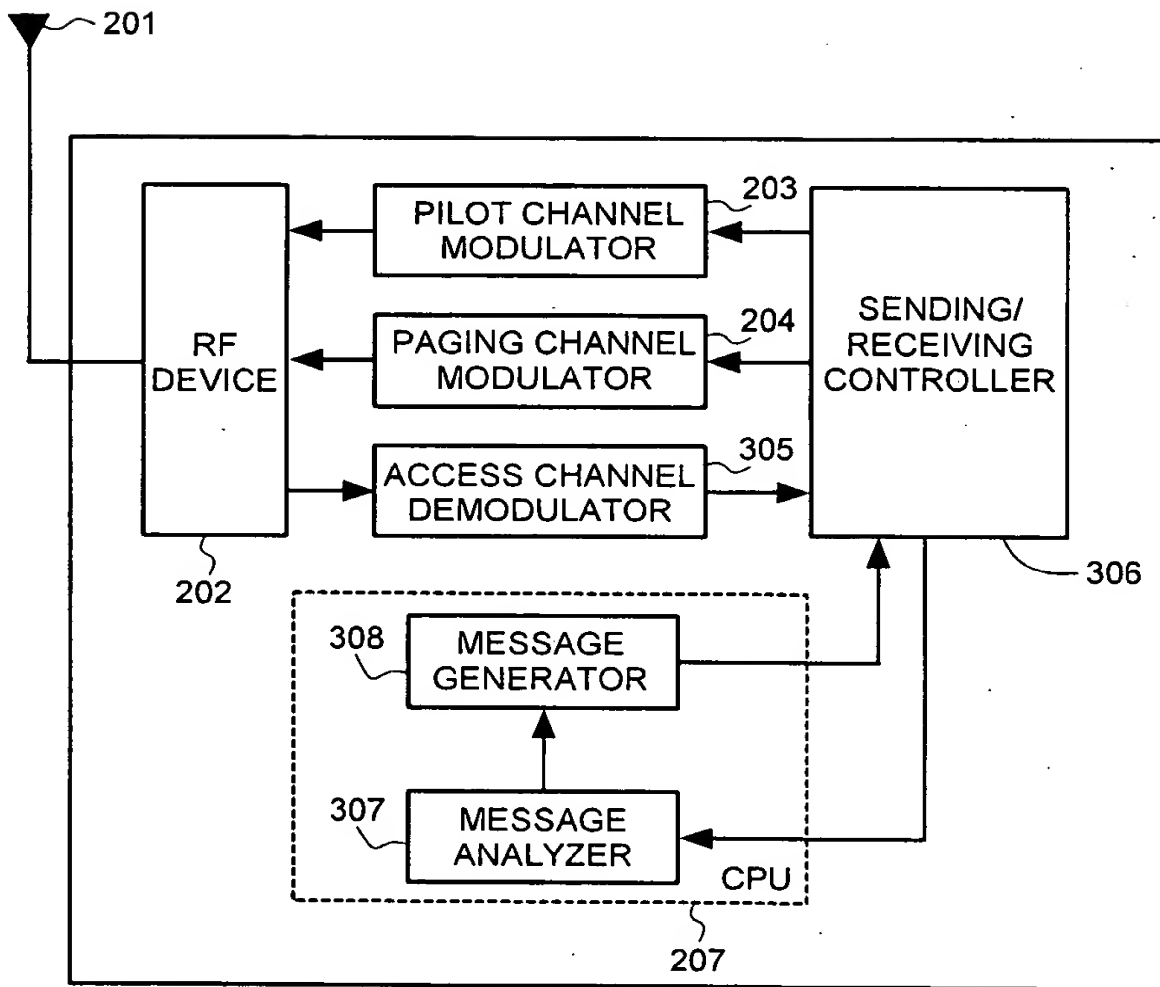 201
203
PILOT CHANNEL
MODULATOR
204
PAGING CHANNEL
MODULATOR
305
ACCESS CHANNEL
DEMODULATOR
RF
DEVICE
202
SENDING/
RECEIVING
CONTROLLER
306
308
MESSAGE
GENERATOR
307
MESSAGE
ANALYZER
CPU
207